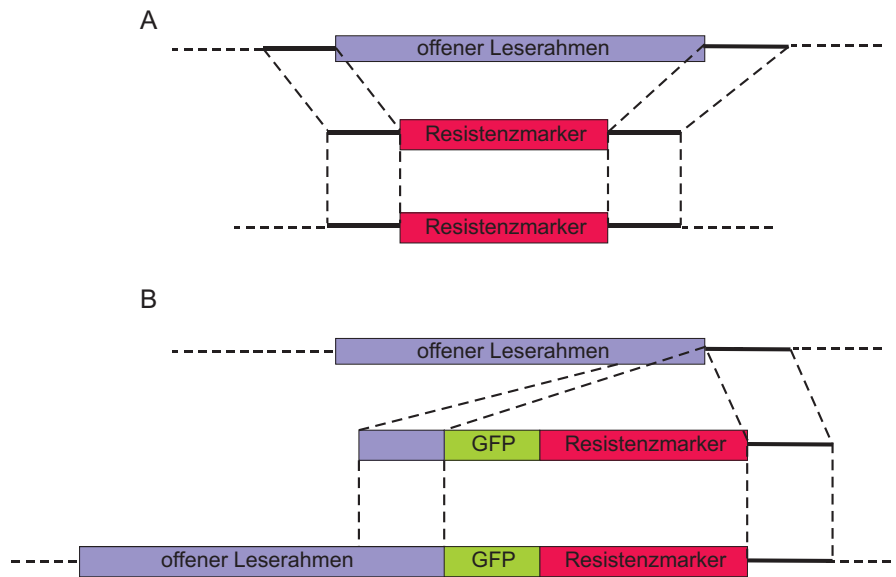 A
offener Leserahmen
Resistenzmarker
Resistenzmarker
B
offener Leserahmen
GFP Resistenzmarker
offener Leserahmen GFP Resistenzmarker